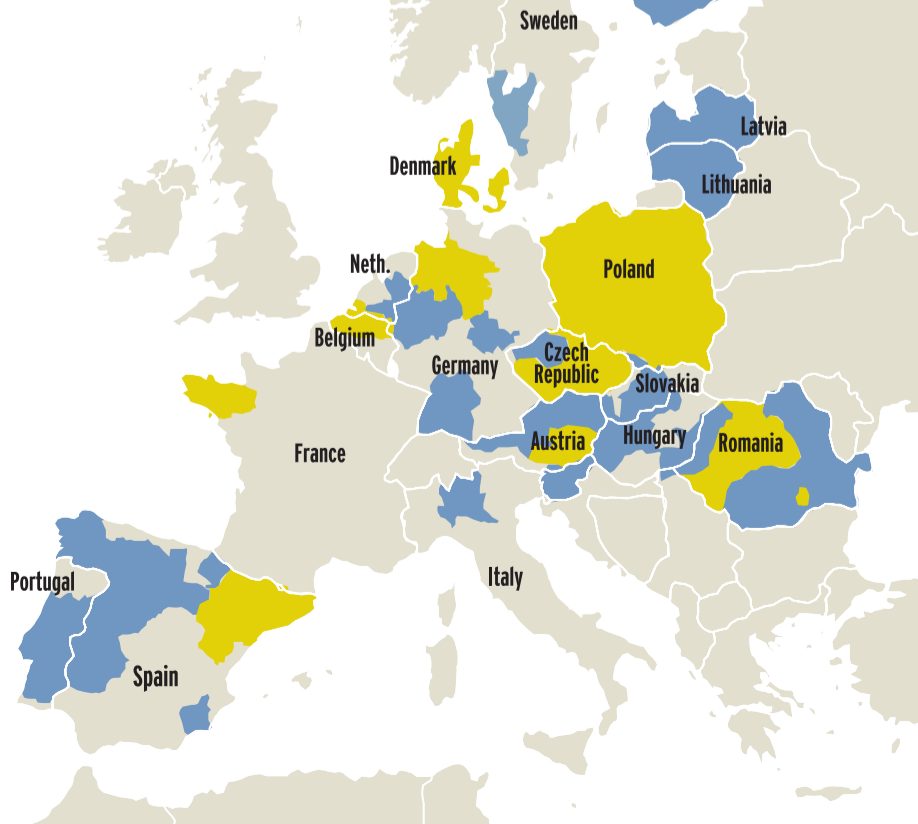 Sweden
Latvia
Denmark
Lithuania
Neth.
Poland
Belgium
Czech
Republic
Germany
Slovakia
Austria
Hungary
Romania
France
Portugal
Italy
Spain